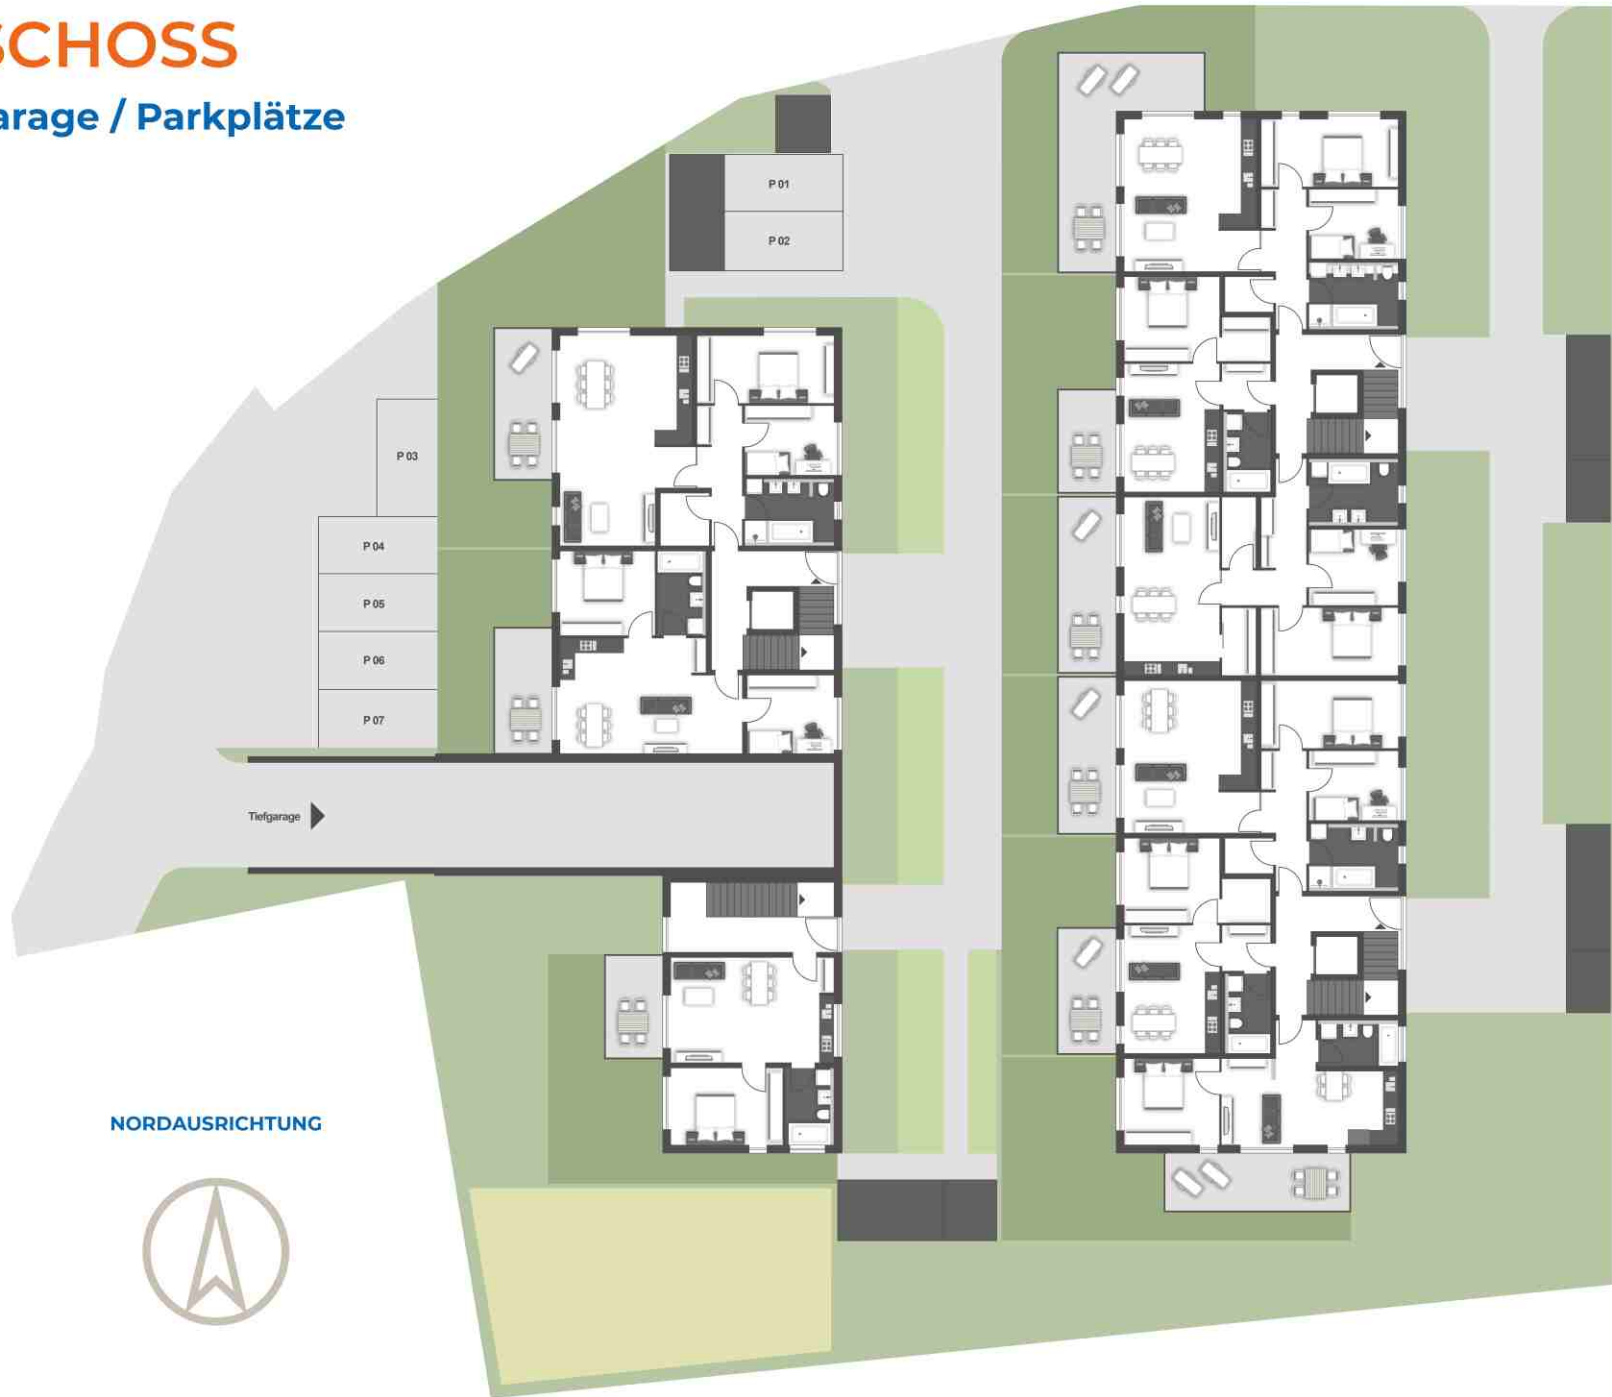 SCHOSS
arage / Parkplätze
P 01
P 02
P 03
P 04
P 05
P 06
P 07
Tiefgarage
NORDAUSRICHTUNG